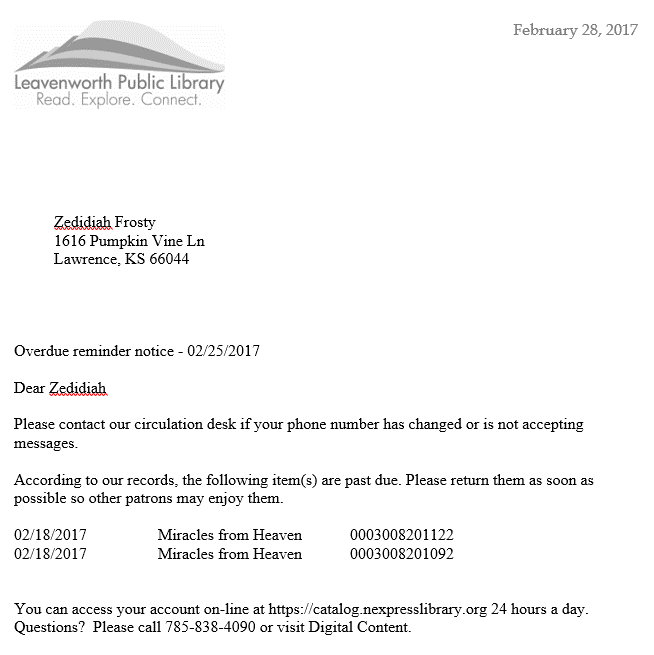 February 28, 2017
Leavenworth Public Library
Read. Explore. Connect.
Zedidiah Frosty
1616 Pumpkin Vine Ln
Lawrence, KS 66044
Overdue reminder notice - 02/25/2017
Dear Zedidiah
Please contact our circulation desk if your phone number has changed or is not accepting
messages.
According to our records, the following item(s) are past due. Please return them as soon as
possible so other patrons may enjoy them.
02/18/2017 Miracles from Heaven 0003008201122
02/18/2017 Miracles from Heaven 0003008201092
You can access your account on-line at https://catalog.nexpresslibrary.org 24 hours a day.
Questions?  Please call 785-838-4090 or visit Digital Content.